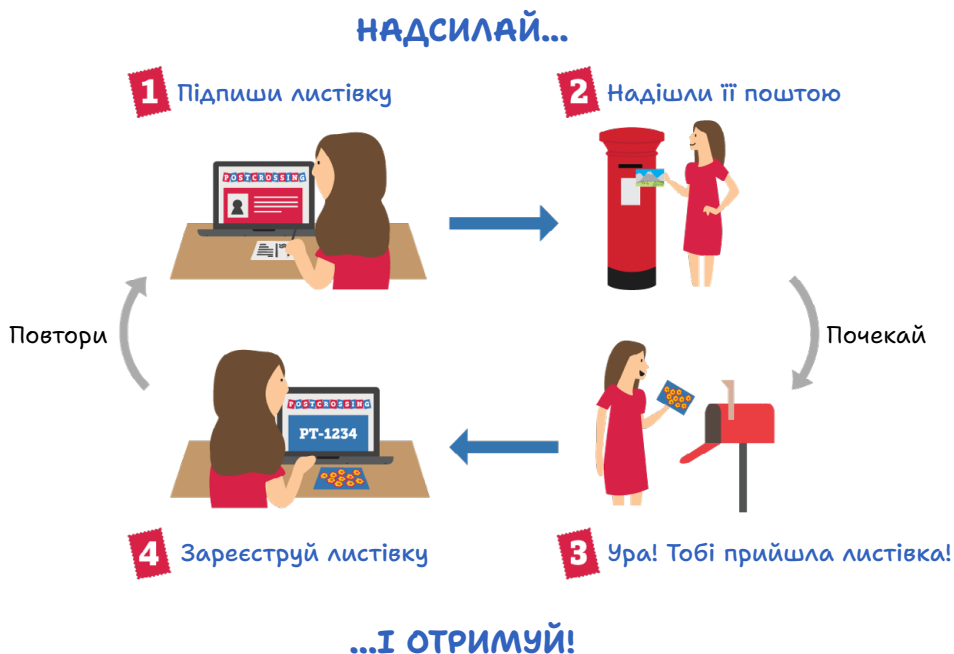 НАДСИЛАЙ...
1 Підпиши листівку
2 Надішли її поштою
POSTCROSSING
Повтори
Почекай
POSTCROSSING
PT-1234
4 Зареєструй листівку
3 Ура! Тобі прийшла листівка!
...І ОТРИМУЙ!